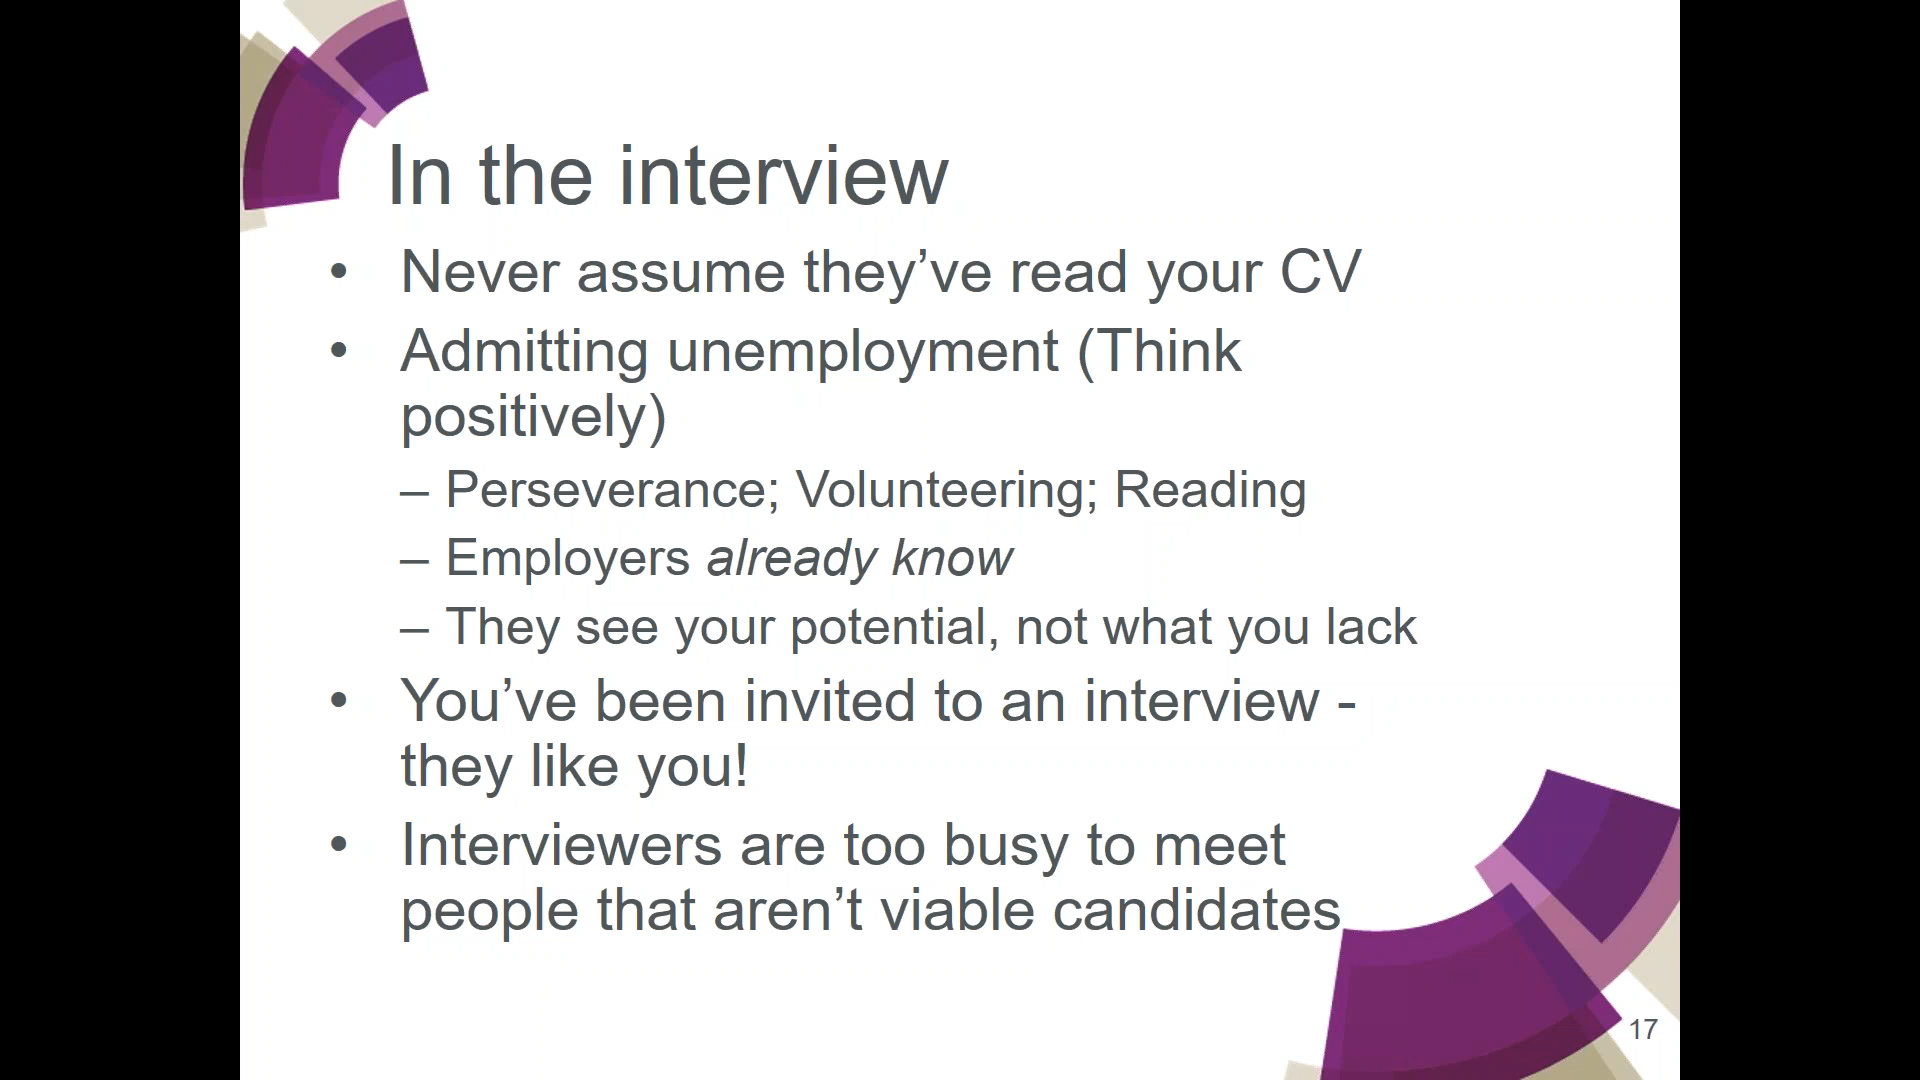 In the interview
• Never assume they’ve read your CV
• Admitting unemployment (Think
positively)
– Perseverance; Volunteering; Reading
– Employers already know
– They see your potential, not what you lack
• You’ve been invited to an interview -
they like you!
• Interviewers are too busy to meet
people that aren’t viable candidates
17